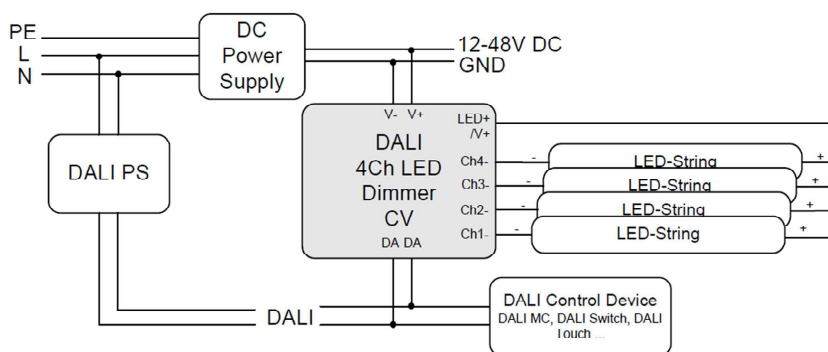 PE
L
N
DC
Power
Supply
12-48V DC
GND
V- V+
LED+
/V+
DALI
4Ch LED
Dimmer
CV
DA DA
Ch4-
Ch3-
Ch2-
Ch1-
- LED-String +
- LED-String +
- LED-String +
- LED-String +
DALI PS
DALI
DALI Control Device
DALI MC, DALI Switch, DALI
Touch ...